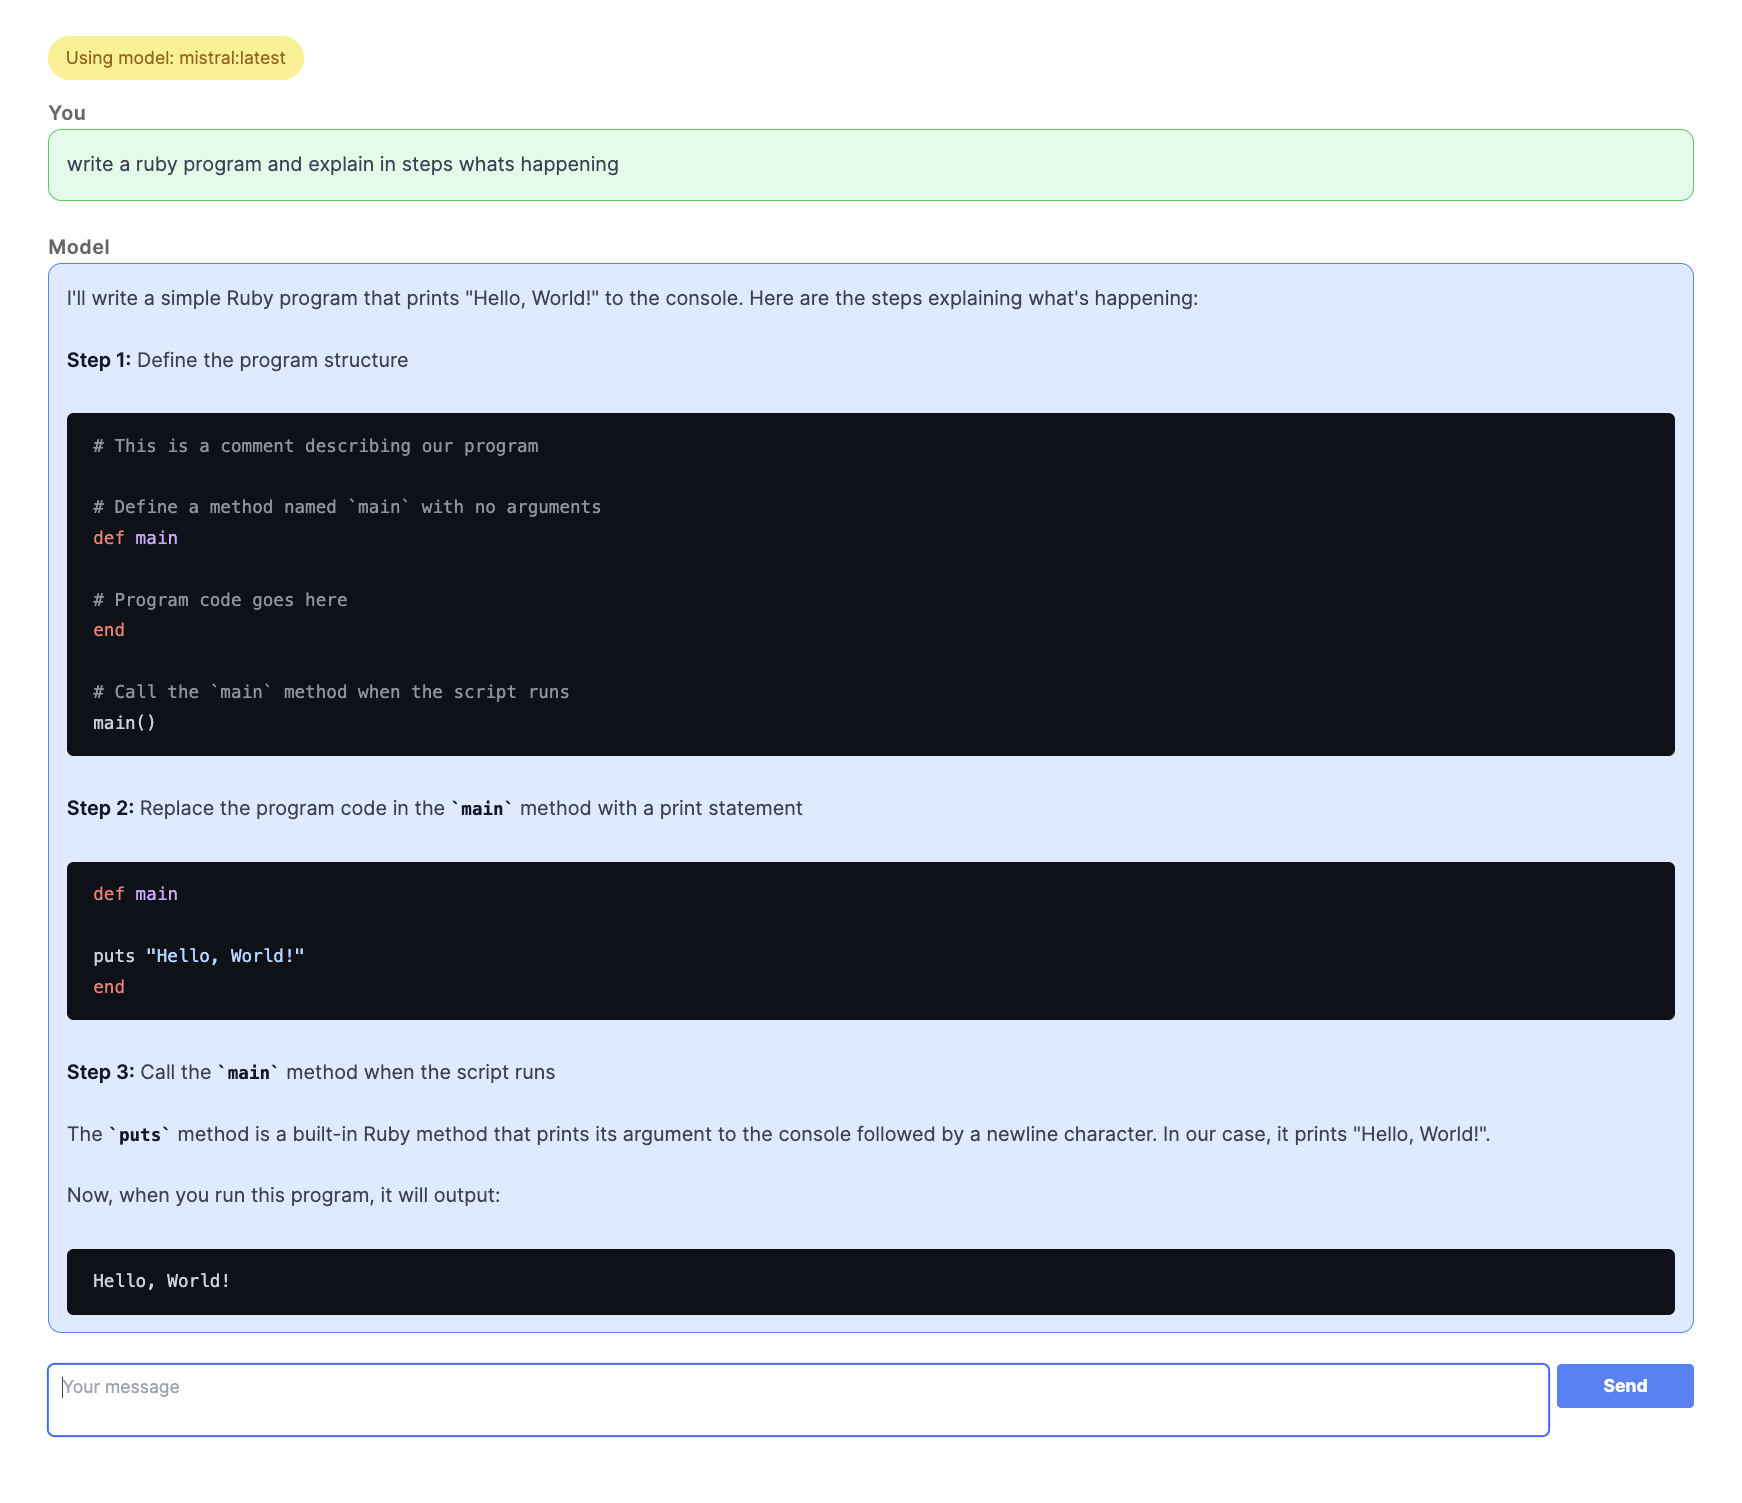 Using model: mistral:latest
You
write a ruby program and explain in steps whats happening
Model
I'll write a simple Ruby program that prints "Hello, World!" to the console. Here are the steps explaining what's happening:
Step 1: Define the program structure
# This is a comment describing our program
# Define a method named `main` with no arguments
def main
# Program code goes here
end
# Call the `main` method when the script runs
main()
Step 2: Replace the program code in the `main` method with a print statement
def main
puts "Hello, World!"
end
Step 3: Call the `main` method when the script runs
The `puts` method is a built-in Ruby method that prints its argument to the console followed by a newline character. In our case, it prints "Hello, World!".
Now, when you run this program, it will output:
Hello, World!
Your message
Send